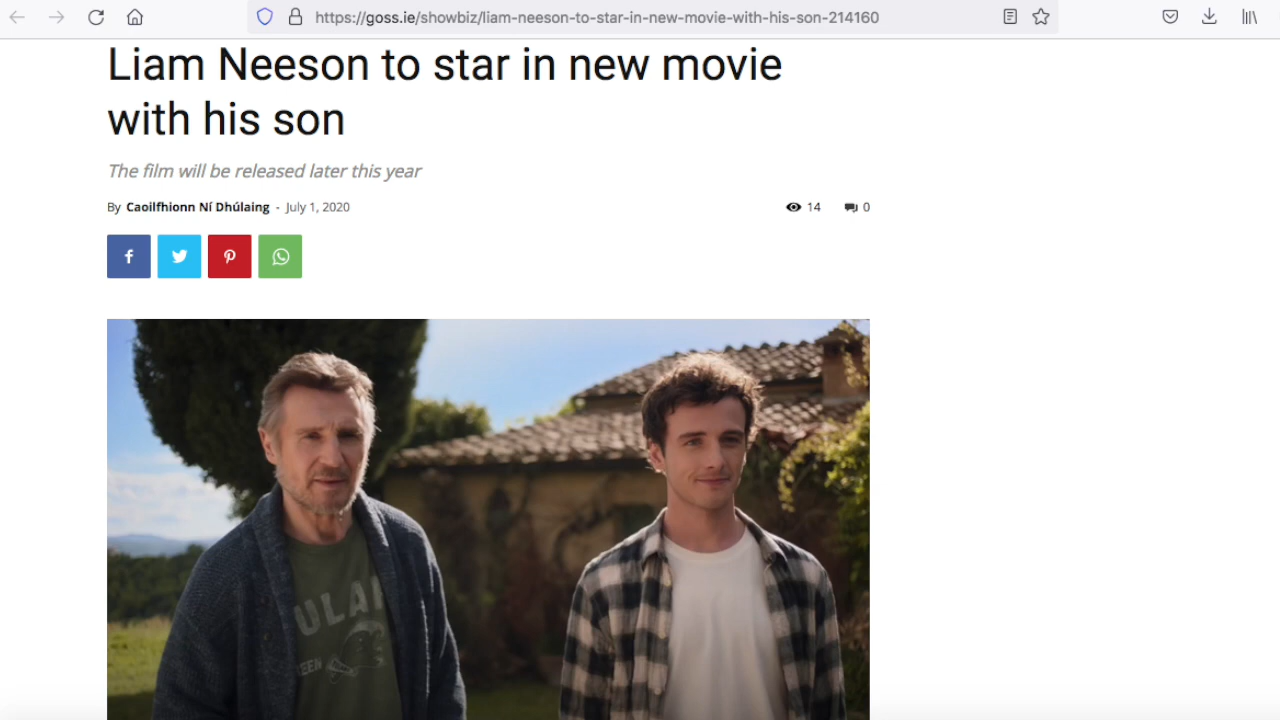 https://goss.ie/showbiz/liam-neeson-to-star-in-new-movie-with-his-son-214160
Liam Neeson to star in new movie
with his son
The film will be released later this year
By Caoilfhionn Ní Dhúlaing - July 1, 2020
14 0
ULA
EEN